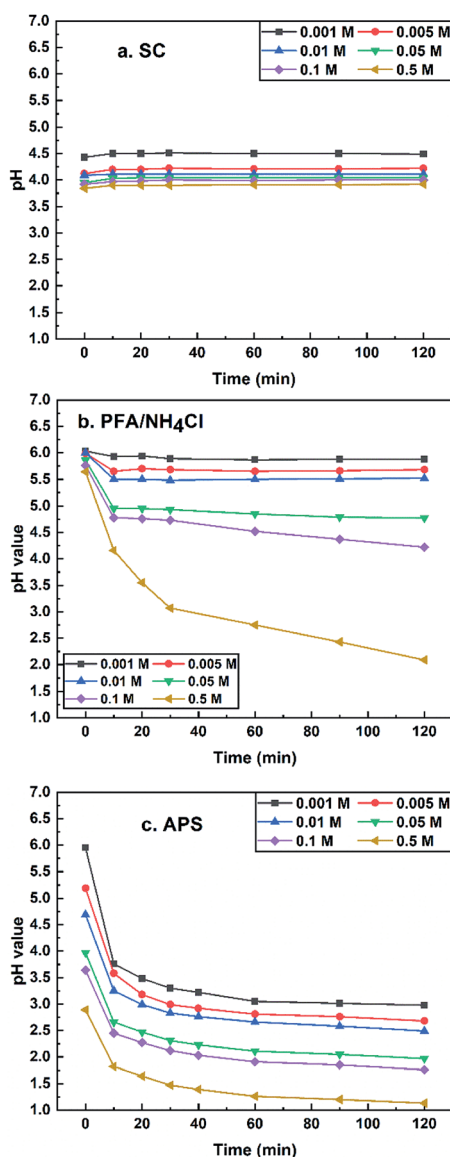 a. SC
0.001 M 0.005 M
0.01 M 0.05 M
0.1 M 0.5 M
pH
7.0
6.5
6.0
5.5
5.0
4.5
4.0
3.5
3.0
2.5
2.0
1.5
1.0
0 20 40 60 80 100 120
Time (min)
b. PFA/NH₄Cl
pH value
7.0
6.5
6.0
5.5
5.0
4.5
4.0
3.5
3.0
2.5
2.0
1.5
1.0
0.001 M 0.005 M
0.01 M 0.05 M
0.1 M 0.5 M
0 20 40 60 80 100 120
Time (min)
c. APS
0.001 M 0.005 M
0.01 M 0.05 M
0.1 M 0.5 M
pH value
7.0
6.5
6.0
5.5
5.0
4.5
4.0
3.5
3.0
2.5
2.0
1.5
1.0
0 20 40 60 80 100 120
Time (min)